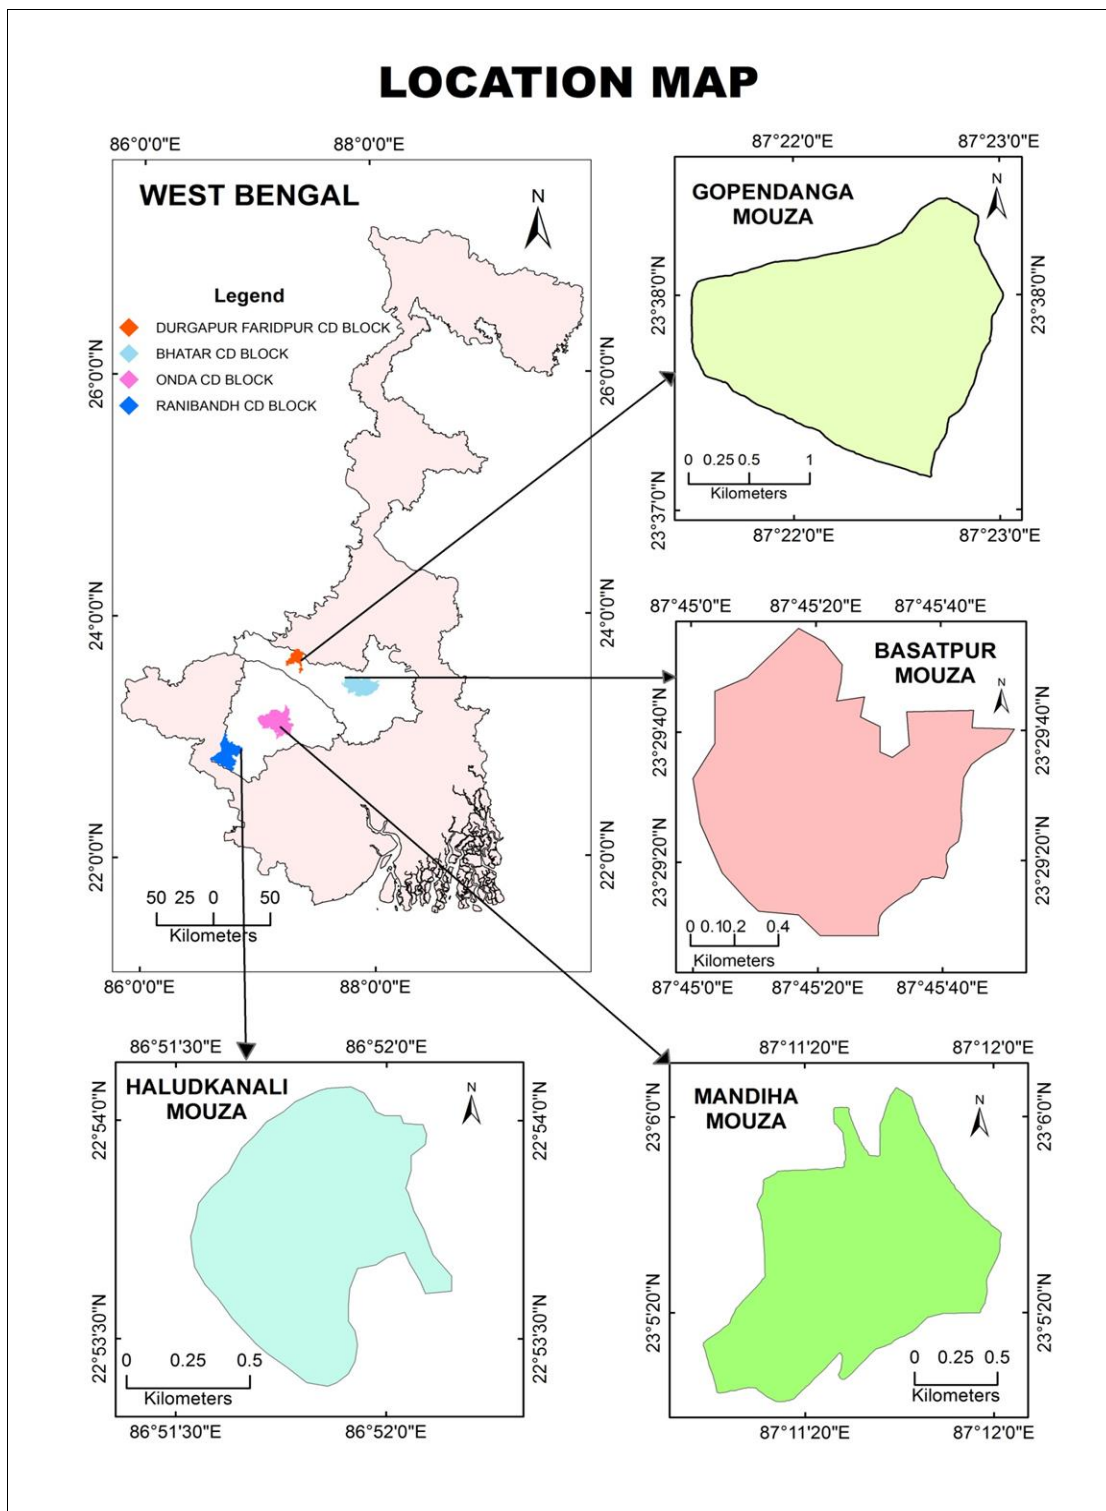 LOCATION MAP
86°0'0"E
88°0'0"E
WEST BENGAL
N
Legend
DURGAPUR FARIDPUR CD BLOCK
BHATAR CD BLOCK
ONDA CD BLOCK
RANIBANDH CD BLOCK
26°0'0"N
26°0'0"N
24°0'0"N
24°0'0"N
22°0'0"N
22°0'0"N
50 25 0 50
Kilometers
86°0'0"E
88°0'0"E
87°22'0"E
87°23'0"E
GOPENDANGA
MOUZA
N
23°38'0"N
23°38'0"N
0 0.25 0.5 1
Kilometers
23°37'0"N
87°22'0"E
87°23'0"E
87°45'0"E
87°45'20"E
87°45'40"E
BASATPUR
MOUZA
N
23°29'40"N
23°29'40"N
23°29'20"N
23°29'20"N
0 0.10.2 0.4
Kilometers
87°45'0"E
87°45'20"E
87°45'40"E
86°51'30"E
86°52'0"E
HALUDKANALI
MOUZA
N
22°54'0"N
22°54'0"N
22°53'30"N
22°53'30"N
0 0.25 0.5
Kilometers
86°51'30"E
86°52'0"E
87°11'20"E
87°12'0"E
MANDIHA
MOUZA
N
23°6'0"N
23°6'0"N
23°5'20"N
23°5'20"N
0 0.25 0.5
Kilometers
87°11'20"E
87°12'0"E